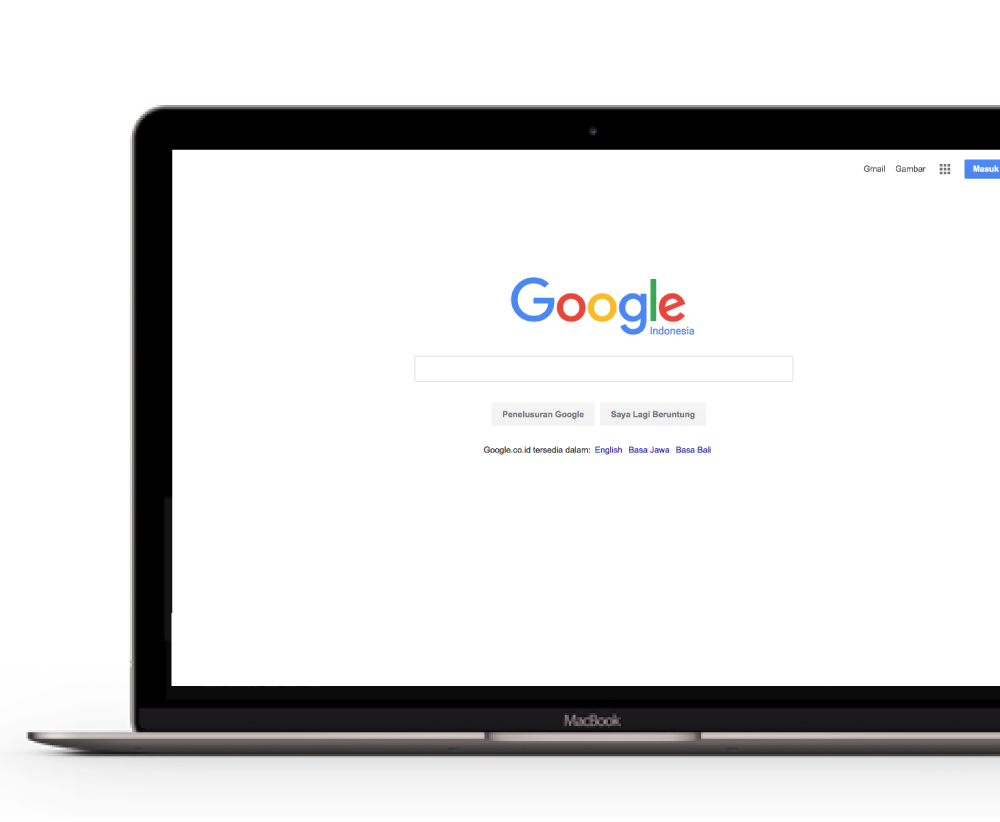 Gmail Gambar Masuk
Google
Indonesia
Penelusuran Google Saya Lagi Beruntung
Google.co.id tersedia dalam: English Basa Jawa Basa Bali
MacBook